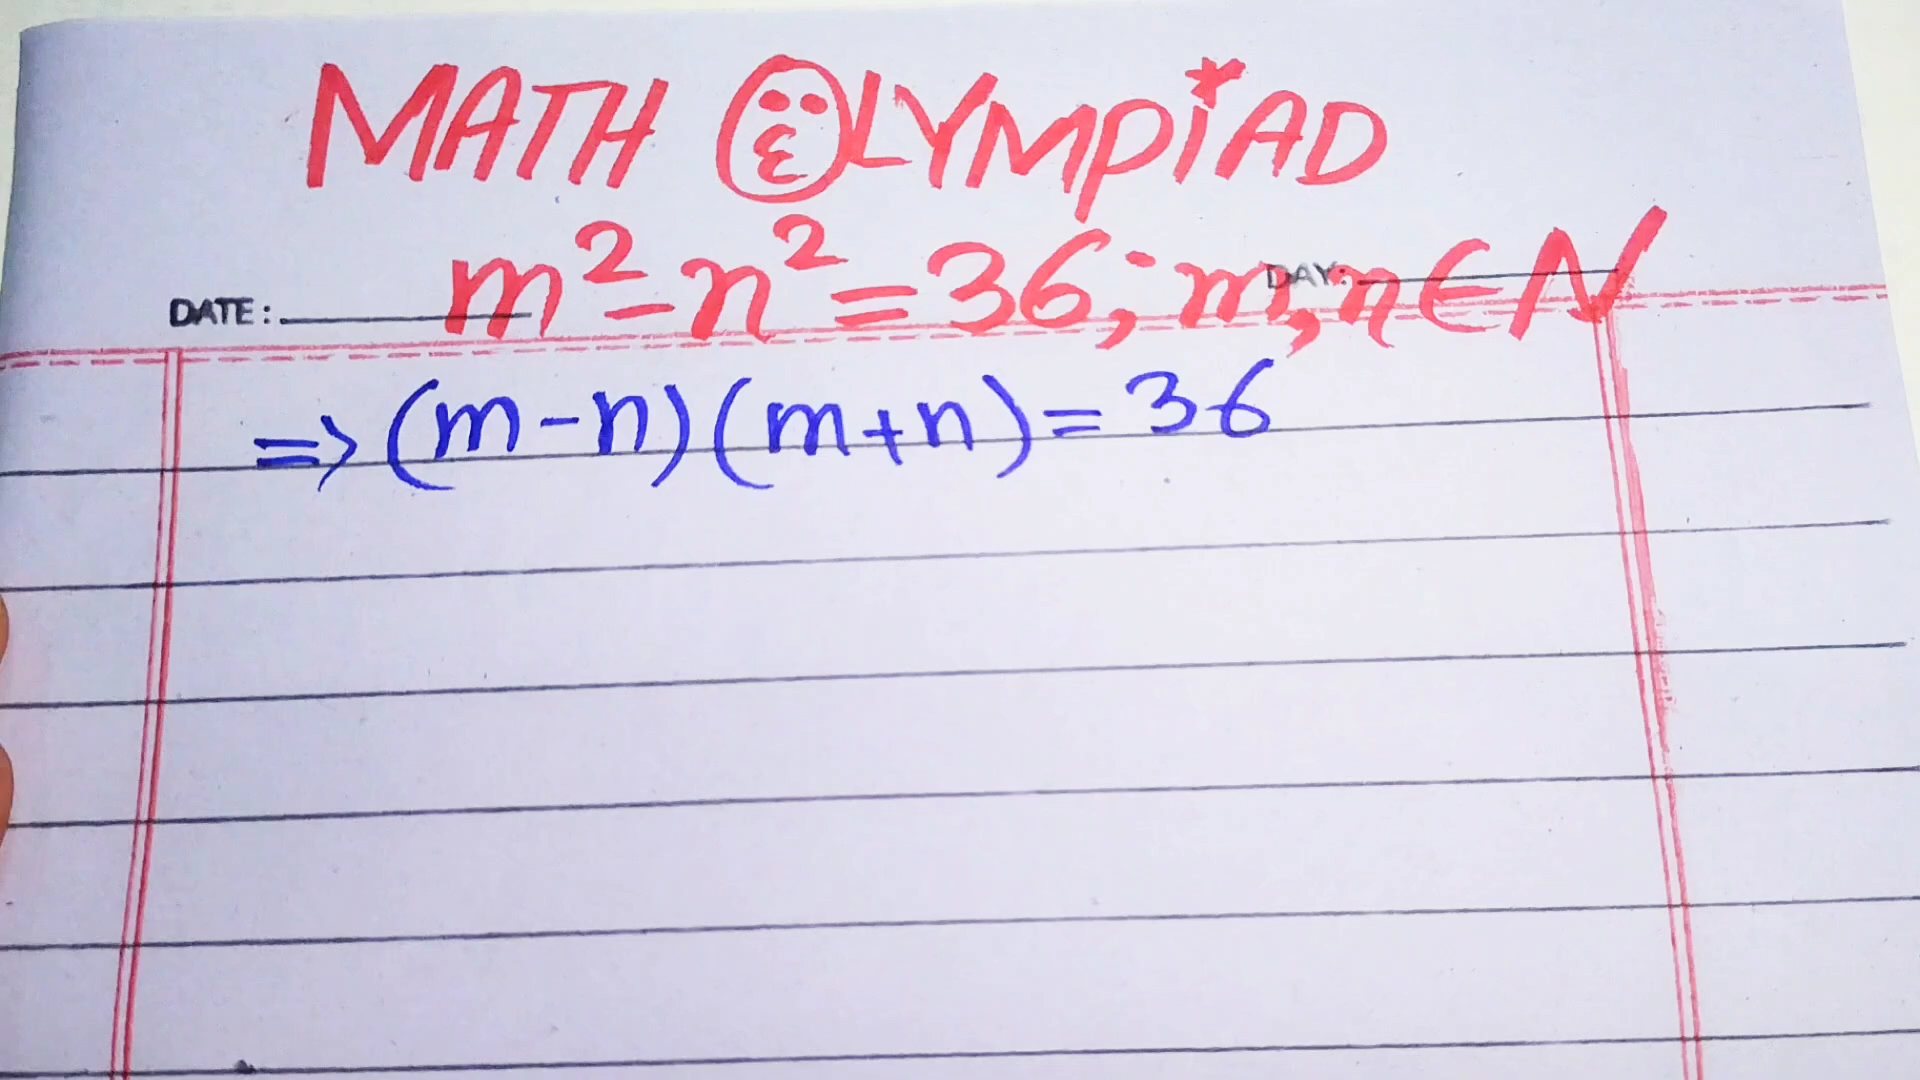 MATH OLYMPiAD
m²-n²=36; m,n∈N
DATE:
DAY:
=> (m-n)(m+n)=36